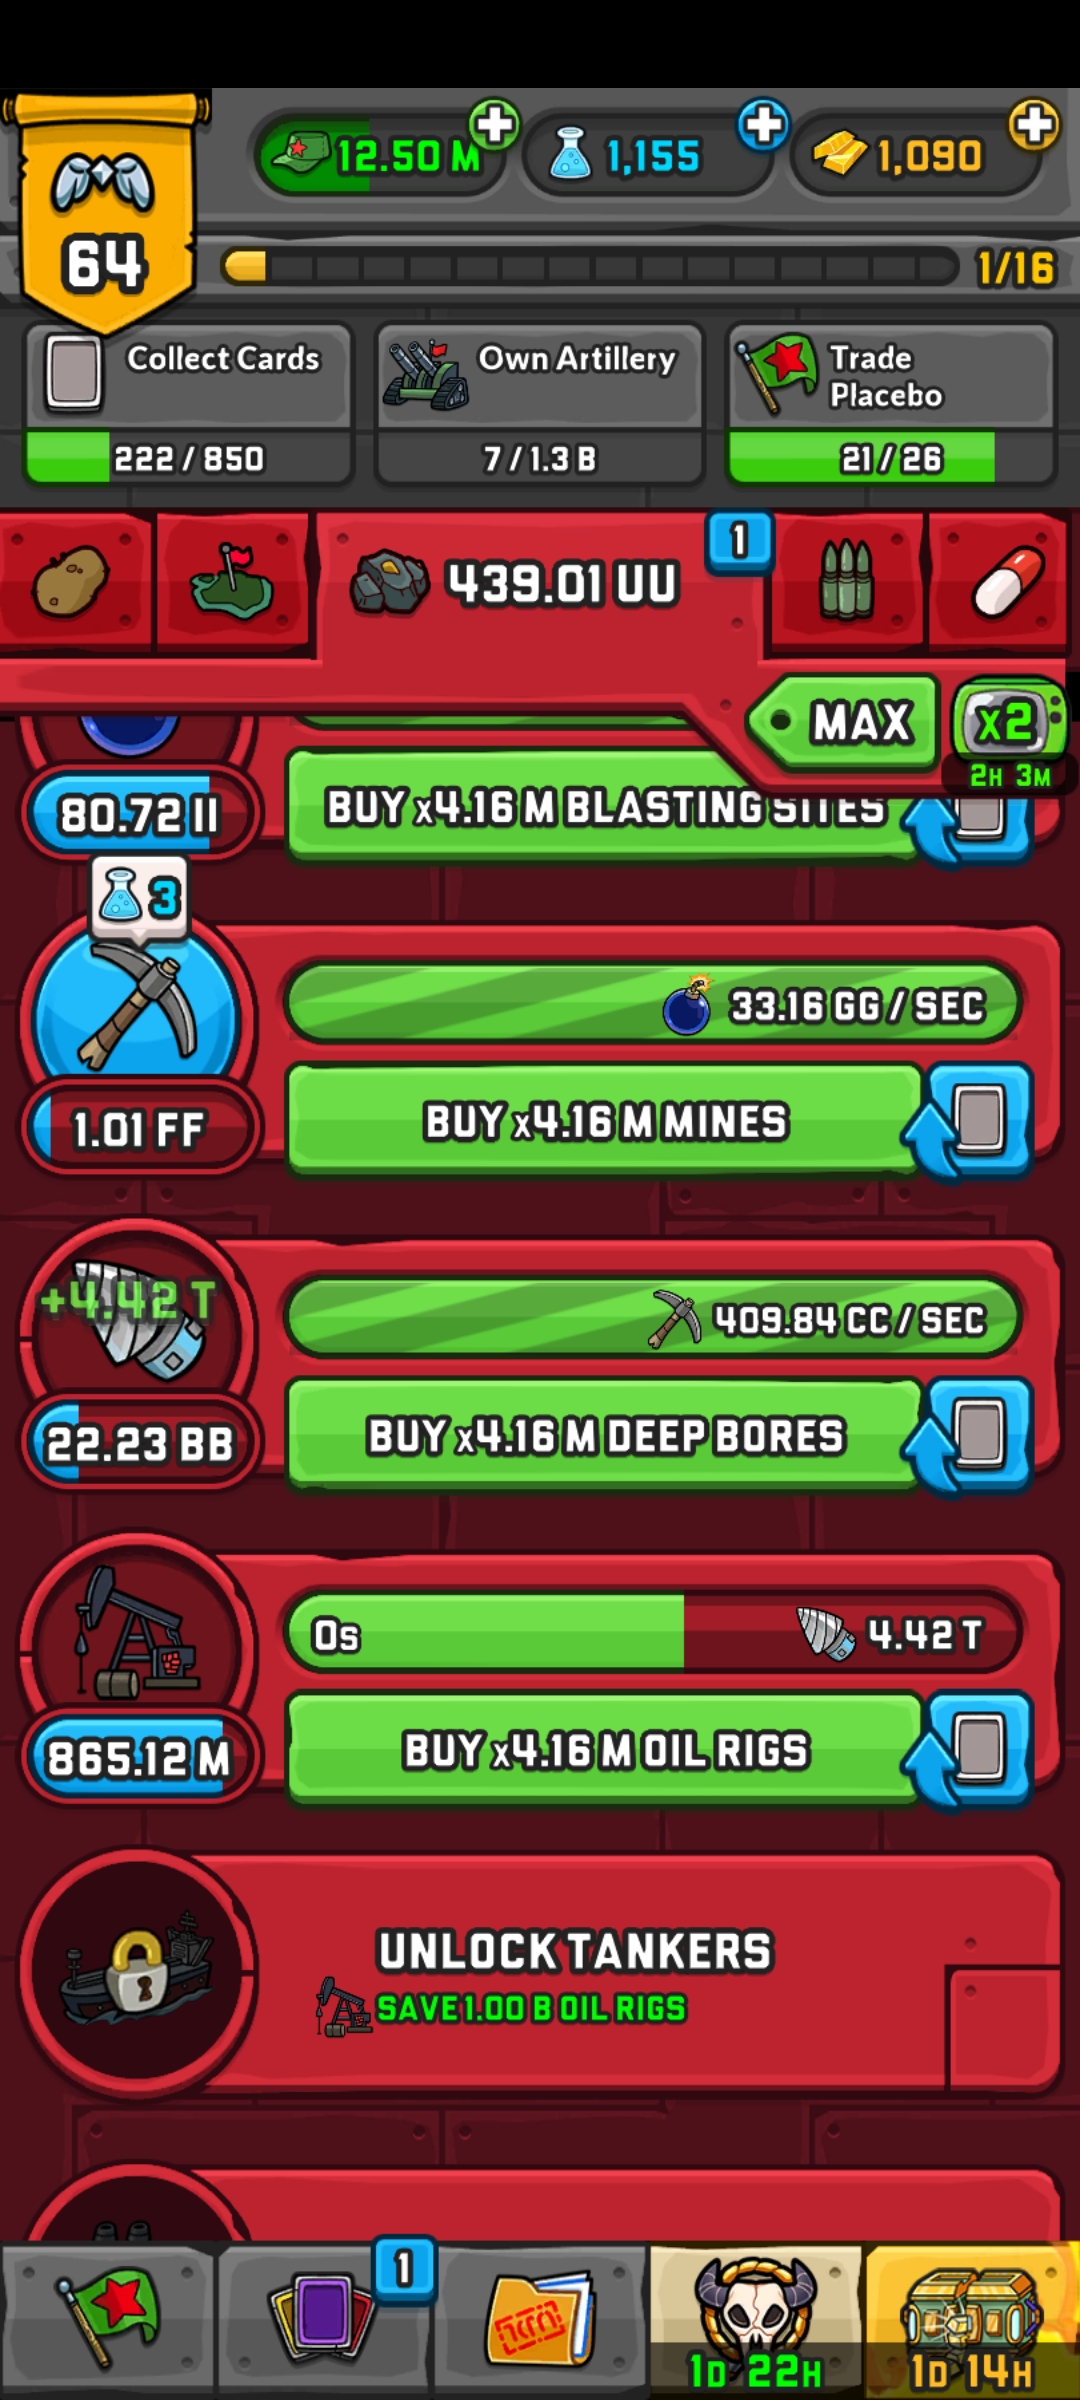 12.50 M
1,155
1,090
64
1/16
Collect Cards
222 / 850
Own Artillery
7 / 1.3 B
Trade
Placebo
21 / 26
439.01 UU
1
MAX
X2
2H 3M
80.72 II
BUY x4.16 M BLASTING SITES
3
33.16 GG / SEC
1.01 FF
BUY x4.16 M MINES
+4.42 T
409.84 CC / SEC
22.23 BB
BUY x4.16 M DEEP BORES
0s
4.42 T
865.12 M
BUY x4.16 M OIL RIGS
UNLOCK TANKERS
SAVE 1.00 B OIL RIGS
1
1D 22H
1D 14H